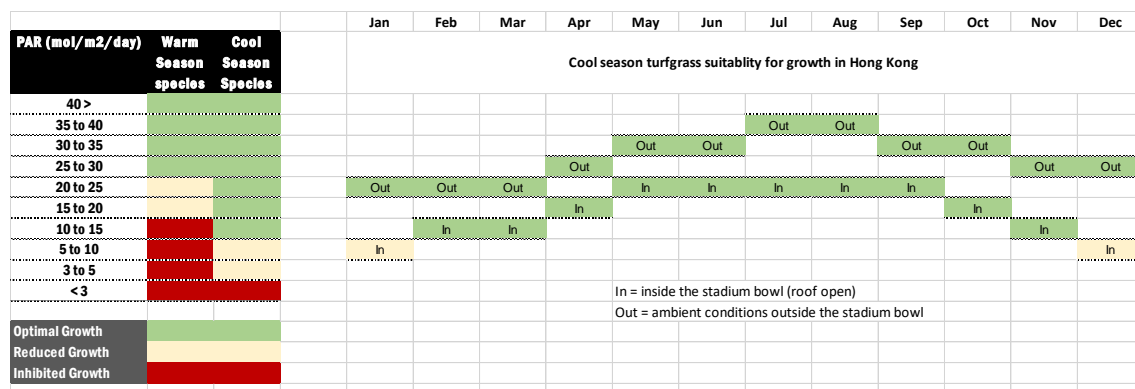 Jan Feb Mar Apr May Jun Jul Aug Sep Oct Nov Dec
PAR (mol/m2/day) Warm Season species Cool Season Species
Cool season turfgrass suitablity for growth in Hong Kong
40 >
35 to 40 Out Out
30 to 35 Out Out Out Out
25 to 30 Out Out Out
20 to 25 Out Out Out In In In In In
15 to 20 In In
10 to 15 In In In
5 to 10 In In
3 to 5
< 3 In = inside the stadium bowl (roof open)
Out = ambient conditions outside the stadium bowl
Optimal Growth
Reduced Growth
Inhibited Growth